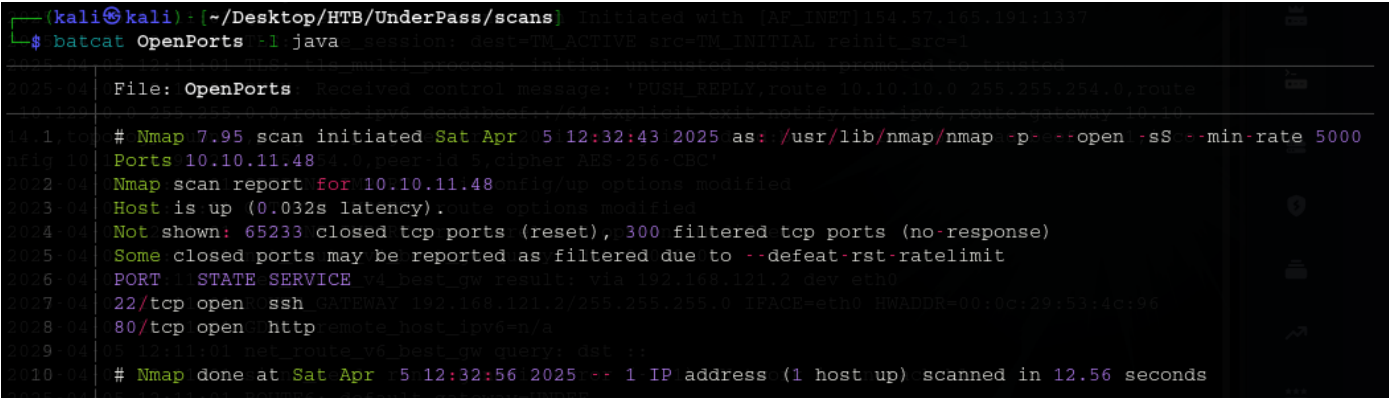 (kali㉿kali)-[~/Desktop/HTB/UnderPass/scans]
$ batcat OpenPorts -l java
File: OpenPorts
1 # Nmap 7.95 scan initiated Sat Apr  5 12:32:43 2025 as: /usr/lib/nmap/nmap -p- --open -sS --min-rate 5000
Ports 10.10.11.48
2 Nmap scan report for 10.10.11.48
3 Host is up (0.032s latency).
4 Not shown: 65233 closed tcp ports (reset), 300 filtered tcp ports (no-response)
5 Some closed ports may be reported as filtered due to --defeat-rst-ratelimit
6 PORT   STATE SERVICE
7 22/tcp open  ssh
8 80/tcp open  http
9
10 # Nmap done at Sat Apr  5 12:32:56 2025 -- 1 IP address (1 host up) scanned in 12.56 seconds